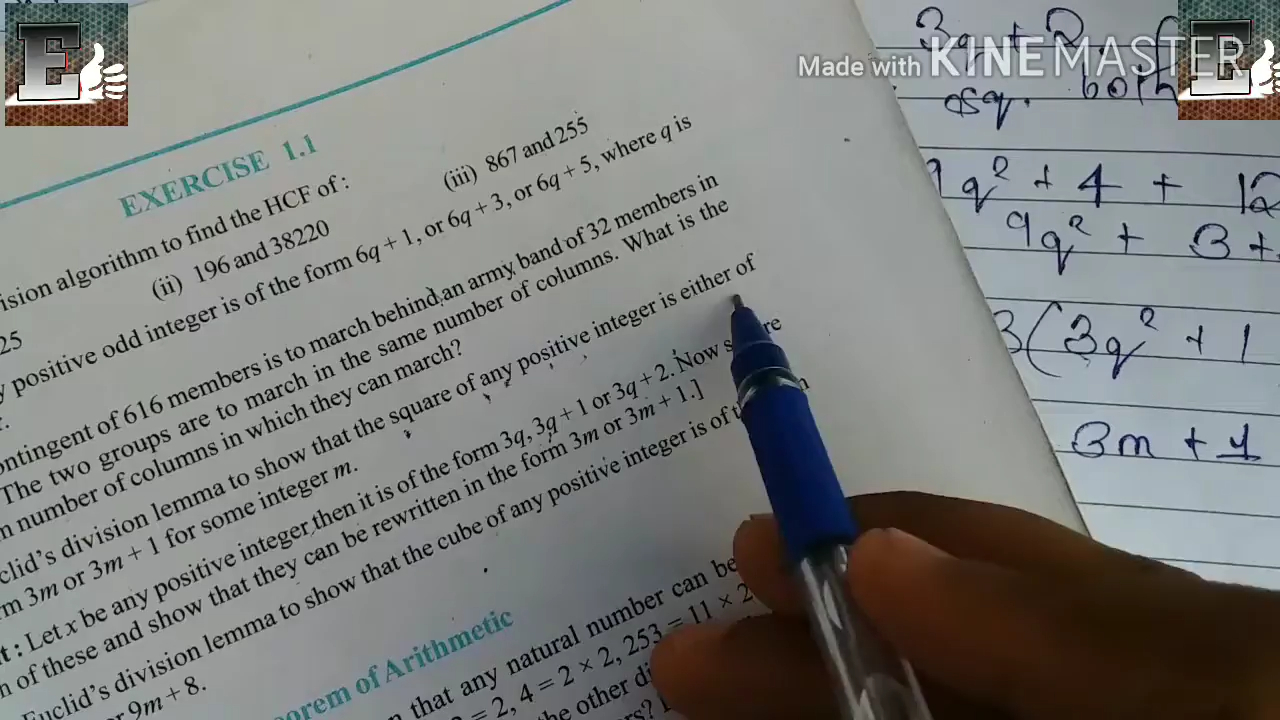 E
Made with KINEMASTER
EXERCISE 1.1
algorithm to find the HCF of :
(ii) 196 and 38220
(iii) 867 and 255
25
positive odd integer is of the form 6q + 1, or 6q + 3, or 6q + 5, where q is
of 616 members is to march behind an army band of 32 members in
The two groups are to march in the same number of columns. What is the
number of columns in which they can march?
division lemma to show that the square of any positive integer is either of
3m or 3m + 1 for some integer m.
: Let x be any positive integer then it is of the form 3q, 3q + 1 or 3q + 2. Now
of these and show that they can be rewritten in the form 3m or 3m + 1.]
Euclid's division lemma to show that the cube of any positive integer is of
9m + 8.
of Arithmetic
that any natural number can be
= 2, 4 = 2 × 2, 253 = 11 × 2
the other
3q + 2
sq. both
9q² + 4 + 12
9q² + 3 +
3(3q² + 1
3m + 1